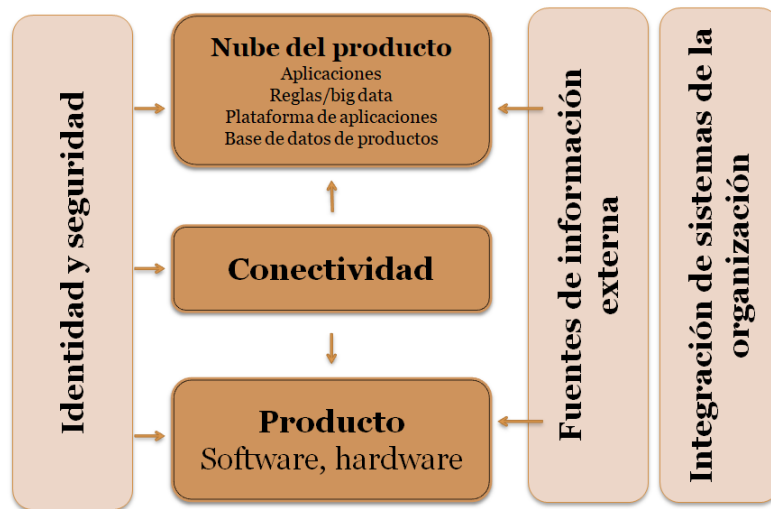 Identidad y seguridad
Nube del producto
Aplicaciones
Reglas/big data
Plataforma de aplicaciones
Base de datos de productos
Conectividad
Producto
Software, hardware
Fuentes de información
externa
Integración de sistemas de la
organización